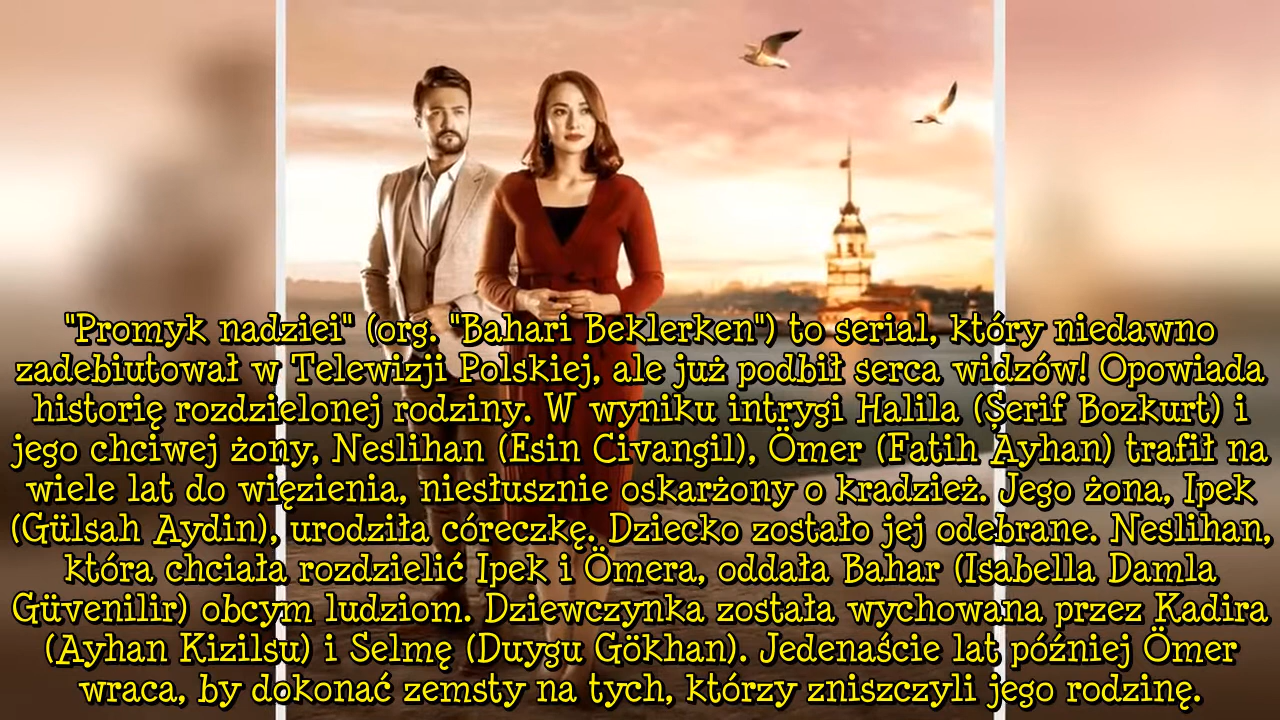 "Promyk nadziei" (org. "Bahari Beklerken") to serial, który niedawno
zadebiutował w Telewizji Polskiej, ale już podbił serca widzów! Opowiada
historię rozdzielonej rodziny. W wyniku intrygi Halila (Şerif Bozkurt) i
jego chciwej żony, Neslihan (Esin Civangil), Ömer (Fatih Ayhan) trafił na
wiele lat do więzienia, niesłusznie oskarżony o kradzież. Jego żona, Ipek
(Gülsah Aydin), urodziła córeczkę. Dziecko zostało jej odebrane. Neslihan,
która chciała rozdzielić Ipek i Ömera, oddała Bahar (Isabella Damla
Güvenilir) obcym ludziom. Dziewczynka została wychowana przez Kadira
(Ayhan Kizilsu) i Selmę (Duygu Gökhan). Jedenaście lat później Ömer
wraca, by dokonać zemsty na tych, którzy zniszczyli jego rodzinę.